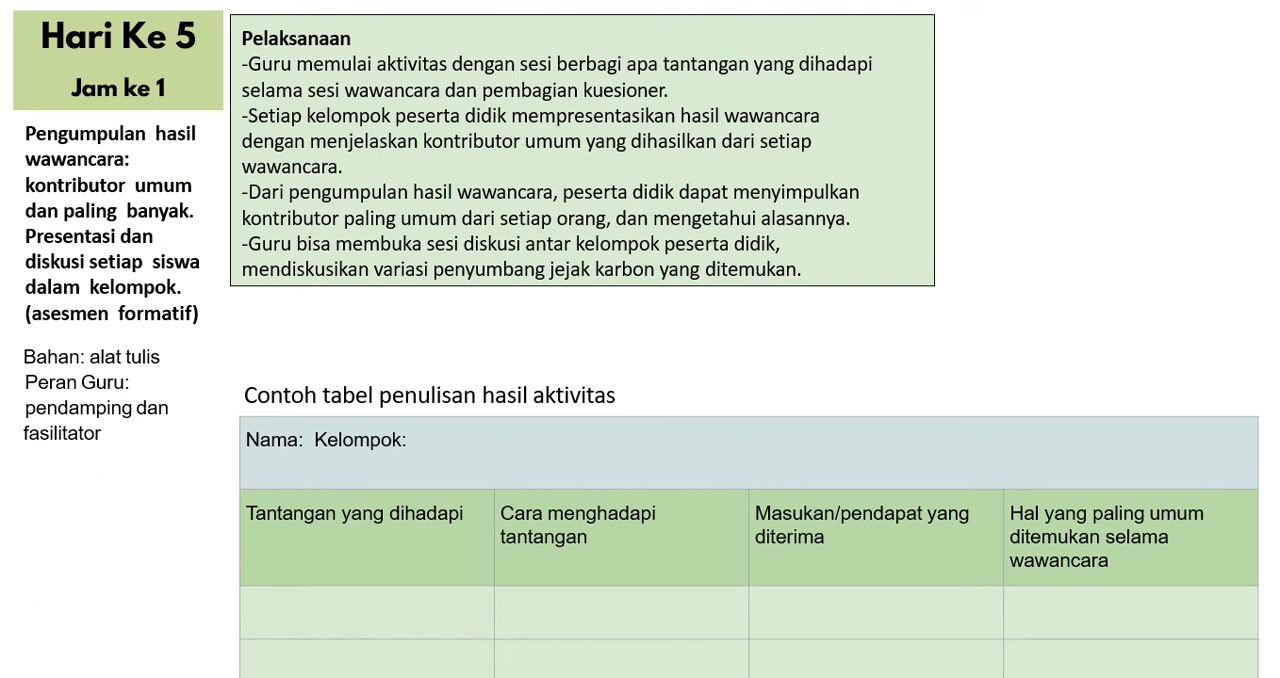 Hari Ke 5
Jam ke 1
Pengumpulan hasil
wawancara:
kontributor umum
dan paling banyak.
Presentasi dan
diskusi setiap siswa
dalam kelompok.
(asesmen formatif)
Bahan: alat tulis
Peran Guru:
pendamping dan
fasilitator
Pelaksanaan
-Guru memulai aktivitas dengan sesi berbagi apa tantangan yang dihadapi
selama sesi wawancara dan pembagian kuesioner.
-Setiap kelompok peserta didik mempresentasikan hasil wawancara
dengan menjelaskan kontributor umum yang dihasilkan dari setiap
wawancara.
-Dari pengumpulan hasil wawancara, peserta didik dapat menyimpulkan
kontributor paling umum dari setiap orang, dan mengetahui alasannya.
-Guru bisa membuka sesi diskusi antar kelompok peserta didik,
mendiskusikan variasi penyumbang jejak karbon yang ditemukan.
Contoh tabel penulisan hasil aktivitas
Nama: Kelompok:
Tantangan yang dihadapi
Cara menghadapi
tantangan
Masukan/pendapat yang
diterima
Hal yang paling umum
ditemukan selama
wawancara